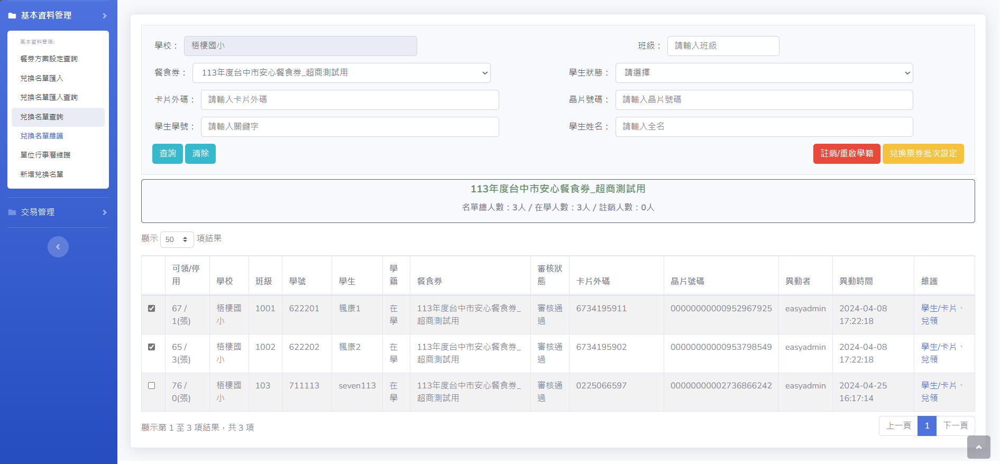 基本資料管理
基本資料管理:
餐券方案設定查詢
兌換名單匯入
兌換名單匯入查詢
兌換名單查詢
兌換名單維護
單位行事曆維護
新增兌換名單
交易管理
學校： 梧棲國小 班級： 請輸入班級
餐食券： 113年度台中市安心餐食券_超商測試用 學生狀態： 請選擇
卡片外碼： 請輸入卡片外碼 晶片號碼： 請輸入晶片號碼
學生學號： 請輸入關鍵字 學生姓名： 請輸入全名
查詢 清除 註銷/重啟學籍 兌換票券批次設定
113年度台中市安心餐食券_超商測試用
名單總人數：3人 / 在學人數：3人 / 註銷人數：0人
顯示 50 項結果
可領/停用 學校 班級 學號 學生 學籍 餐食券 審核狀態 卡片外碼 晶片號碼 異動者 異動時間 維護
67 / 1(張) 梧棲國小 1001 622201 楓康1 在學 113年度台中市安心餐食券_超商測試用 審核通過 6734195911 00000000000952967925 easyadmin 2024-04-08 17:22:18 學生/卡片、兌領
65 / 3(張) 梧棲國小 1002 622202 楓康2 在學 113年度台中市安心餐食券_超商測試用 審核通過 6734195902 00000000000953798549 easyadmin 2024-04-08 17:22:18 學生/卡片、兌領
76 / 0(張) 梧棲國小 103 711113 seven113 在學 113年度台中市安心餐食券_超商測試用 審核通過 0225066597 00000000002736866242 easyadmin 2024-04-25 16:17:14 學生/卡片、兌領
顯示第 1 至 3 項結果，共 3 項
上一頁 1 下一頁